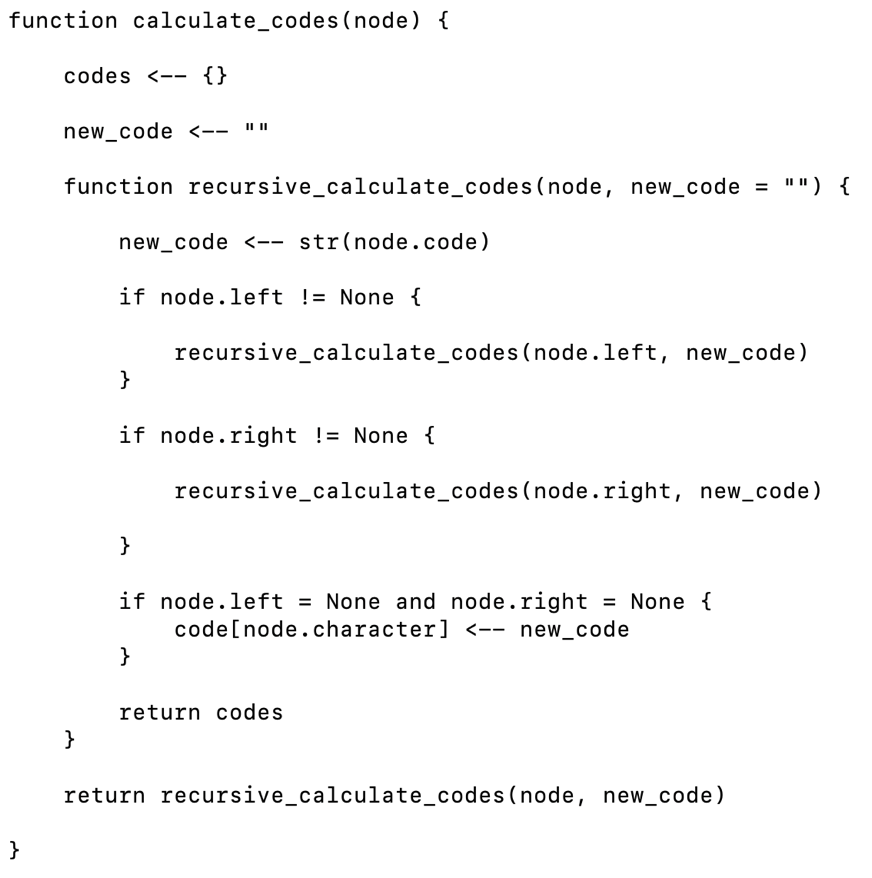 function calculate_codes(node) {
codes <-- {}
new_code <-- ""
function recursive_calculate_codes(node, new_code = "") {
new_code <-- str(node.code)
if node.left != None {
recursive_calculate_codes(node.left, new_code)
}
if node.right != None {
recursive_calculate_codes(node.right, new_code)
}
if node.left = None and node.right = None {
code[node.character] <-- new_code
}
return codes
}
return recursive_calculate_codes(node, new_code)
}